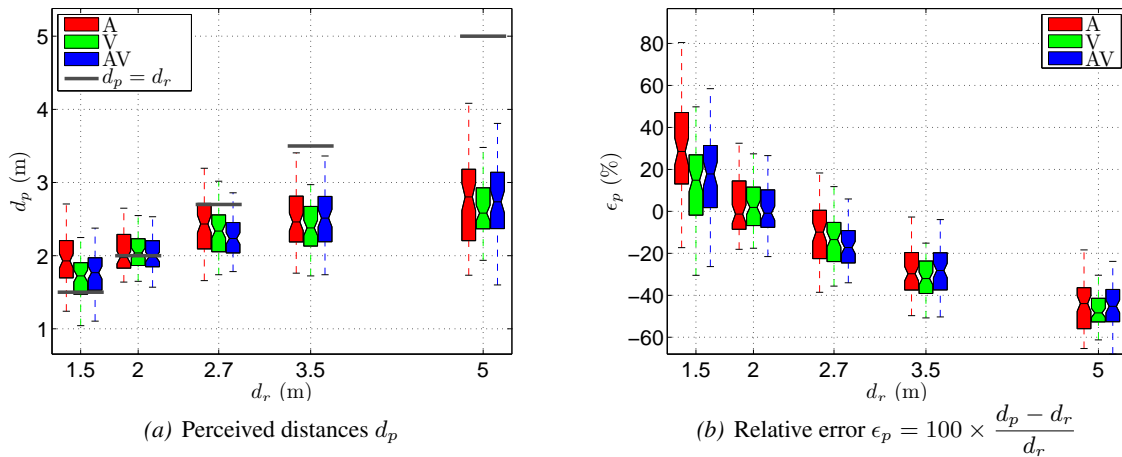 A
V
AV
d_p = d_r
5
4
3
2
1
d_p (m)
1.5 2 2.7 3.5 5
d_r (m)
(a) Perceived distances d_p
A
V
AV
80
60
40
20
0
−20
−40
−60
ϵ_p (%)
1.5 2 2.7 3.5 5
d_r (m)
(b) Relative error ϵ_p = 100 × (d_p − d_r)/d_r